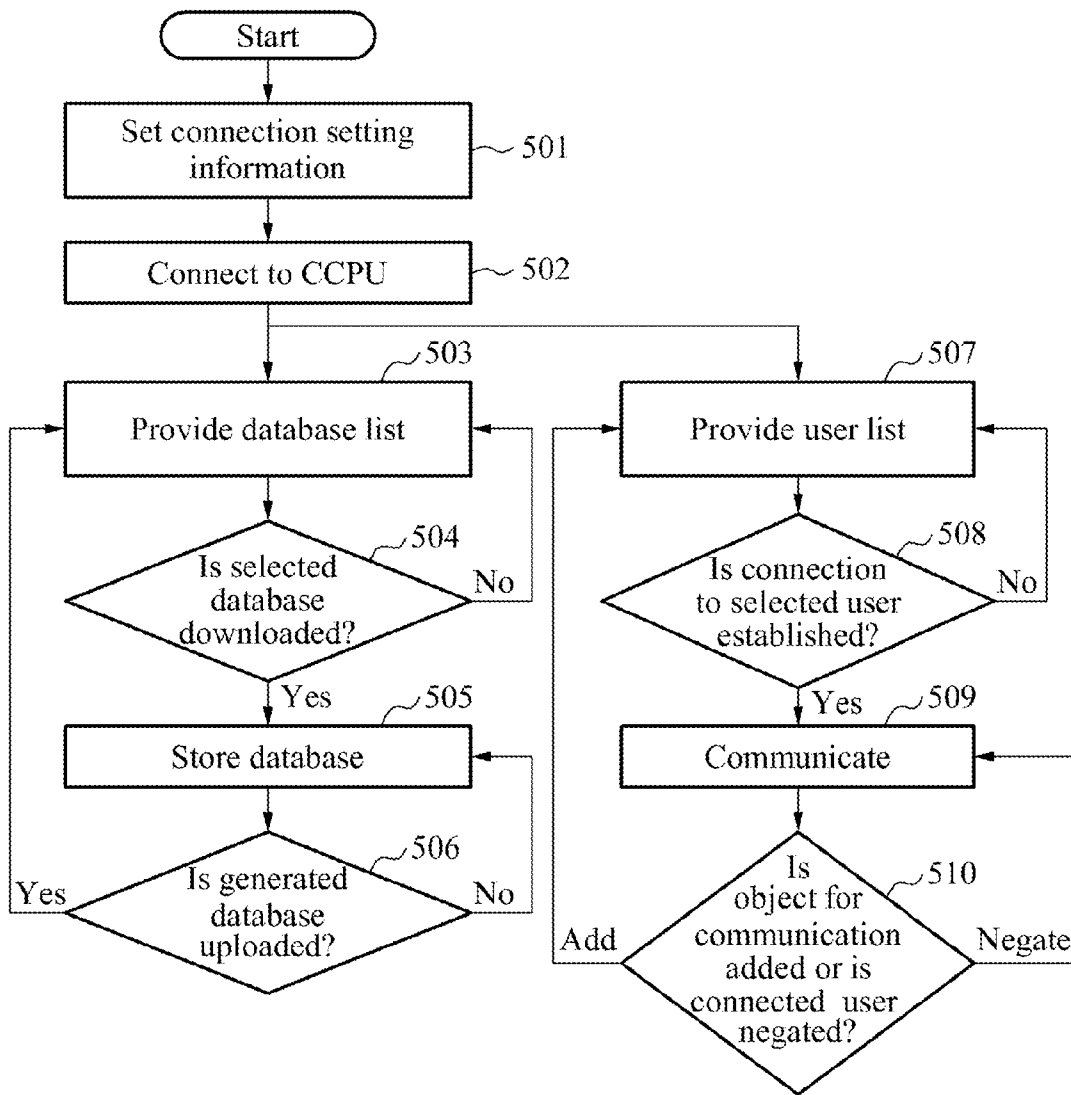 Start
Set connection setting
information
501
Connect to CCPU
502
503
Provide database list
504
Is selected
database
downloaded?
No
Yes
505
Store database
506
Is generated
database
uploaded?
Yes
No
507
Provide user list
508
Is connection
to selected user
established?
No
Yes
509
Communicate
510
Is
object for
communication
added or is
connected user
negated?
Add
Negate